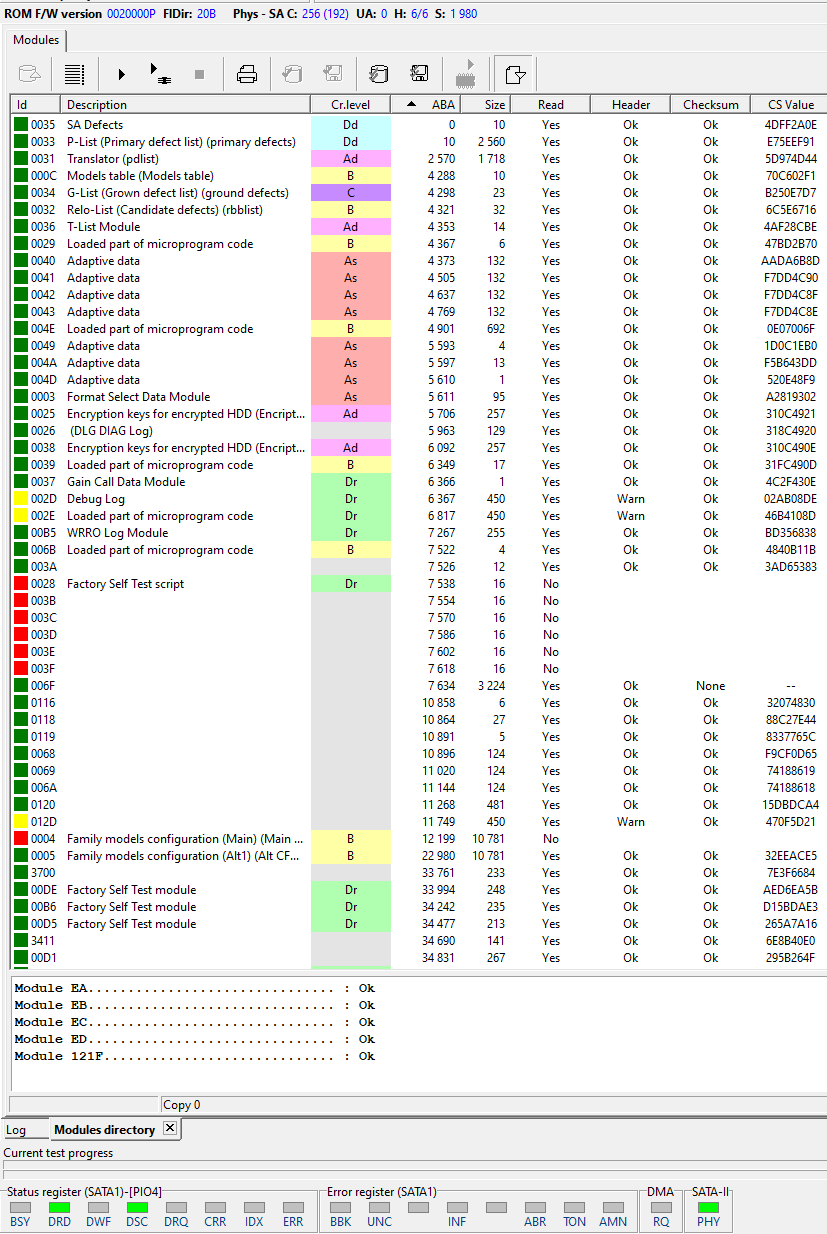 ROM F/W version 0020000P FIDir: 20B Phys - SA C: 256 (192) UA: 0 H: 6/6 S: 1 980
Modules
Id Description Cr.level ABA Size Read Header Checksum CS Value
0035 SA Defects Dd 0 10 Yes Ok Ok 4DFF2A0E
0033 P-List (Primary defect list) (primary defects) Dd 10 2 560 Yes Ok Ok E75EEF91
0031 Translator (pdlist) Ad 2 570 1 718 Yes Ok Ok 5D974D44
000C Models table (Models table) B 4 288 10 Yes Ok Ok 70C602F1
0034 G-List (Grown defect list) (ground defects) C 4 298 23 Yes Ok Ok B250E7D7
0032 Relo-List (Candidate defects) (rbblist) B 4 321 32 Yes Ok Ok 6C5E6716
0036 T-List Module Ad 4 353 14 Yes Ok Ok 4AF28CBE
0029 Loaded part of microprogram code B 4 367 6 Yes Ok Ok 47BD2B70
0040 Adaptive data As 4 373 132 Yes Ok Ok AADA6B8D
0041 Adaptive data As 4 505 132 Yes Ok Ok F7DD4C90
0042 Adaptive data As 4 637 132 Yes Ok Ok F7DD4C8F
0043 Adaptive data As 4 769 132 Yes Ok Ok F7DD4C8E
004E Loaded part of microprogram code B 4 901 692 Yes Ok Ok 0E07006F
0049 Adaptive data As 5 593 4 Yes Ok Ok 1D0C1EB0
004A Adaptive data As 5 597 13 Yes Ok Ok F5B643DD
004D Adaptive data As 5 610 1 Yes Ok Ok 520E48F9
0003 Format Select Data Module As 5 611 95 Yes Ok Ok A2819302
0025 Encryption keys for encrypted HDD (Encript... Ad 5 706 257 Yes Ok Ok 310C4921
0026 (DLG DIAG Log) 5 963 129 Yes Ok Ok 318C4920
0038 Encryption keys for encrypted HDD (Encript... Ad 6 092 257 Yes Ok Ok 310C490E
0039 Loaded part of microprogram code B 6 349 17 Yes Ok Ok 31FC490D
0037 Gain Call Data Module Dr 6 366 1 Yes Ok Ok 4C2F430E
002D Debug Log Dr 6 367 450 Yes Warn Ok 02AB08DE
002E Loaded part of microprogram code Dr 6 817 450 Yes Warn Ok 46B4108D
00B5 WRRO Log Module Dr 7 267 255 Yes Ok Ok BD356838
006B Loaded part of microprogram code B 7 522 4 Yes Ok Ok 4840B11B
003A 7 526 12 Yes Ok Ok 3AD65383
0028 Factory Self Test script Dr 7 538 16 No
003B 7 554 16 No
003C 7 570 16 No
003D 7 586 16 No
003E 7 602 16 No
003F 7 618 16 No
006F 7 634 3 224 Yes Ok None --
0116 10 858 6 Yes Ok Ok 32074830
0118 10 864 27 Yes Ok Ok 88C27E44
0119 10 891 5 Yes Ok Ok 8337765C
0068 10 896 124 Yes Ok Ok F9CF0D65
0069 11 020 124 Yes Ok Ok 74188619
006A 11 144 124 Yes Ok Ok 74188618
0120 11 268 481 Yes Ok Ok 15DBDCA4
012D 11 749 450 Yes Warn Ok 470F5D21
0004 Family models configuration (Main) (Main ... B 12 199 10 781 No
0005 Family models configuration (Alt1) (Alt CF... B 22 980 10 781 Yes Ok Ok 32EEACE5
3700 33 761 233 Yes Ok Ok 7E3F6684
00DE Factory Self Test module Dr 33 994 248 Yes Ok Ok AED6EA5B
00B6 Factory Self Test module Dr 34 242 235 Yes Ok Ok D15BDAE3
00D5 Factory Self Test module Dr 34 477 213 Yes Ok Ok 265A7A16
3411 34 690 141 Yes Ok Ok 6E8B40E0
00D1 34 831 267 Yes Ok Ok 295B264F
Module EA............................... : Ok
Module EB............................... : Ok
Module EC............................... : Ok
Module ED............................... : Ok
Module 121F............................. : Ok
Copy 0
Log Modules directory
Current test progress
Status register (SATA1)-[PIO4] Error register (SATA1) DMA SATA-II
BSY DRD DWF DSC DRQ CRR IDX ERR BBK UNC INF ABR TON AMN RQ PHY